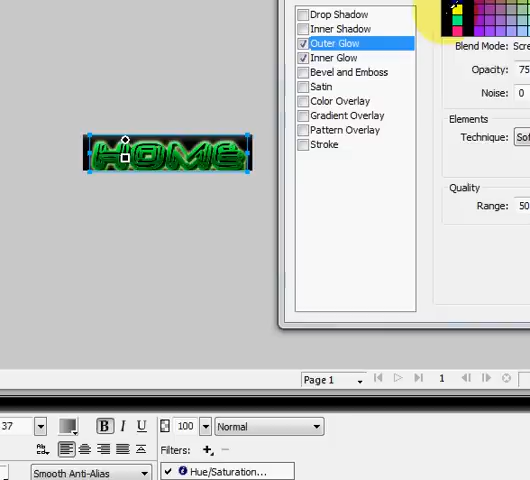 Drop Shadow
Inner Shadow
Outer Glow
Inner Glow
Bevel and Emboss
Satin
Color Overlay
Gradient Overlay
Pattern Overlay
Stroke
Blend Mode: Scre
Opacity: 75
Noise: 0
Elements
Technique: Sof
Quality
Range: 50
HOME
Page 1
1
37 B I U 100 Normal
Filters: + -
Smooth Anti-Alias
Hue/Saturation...